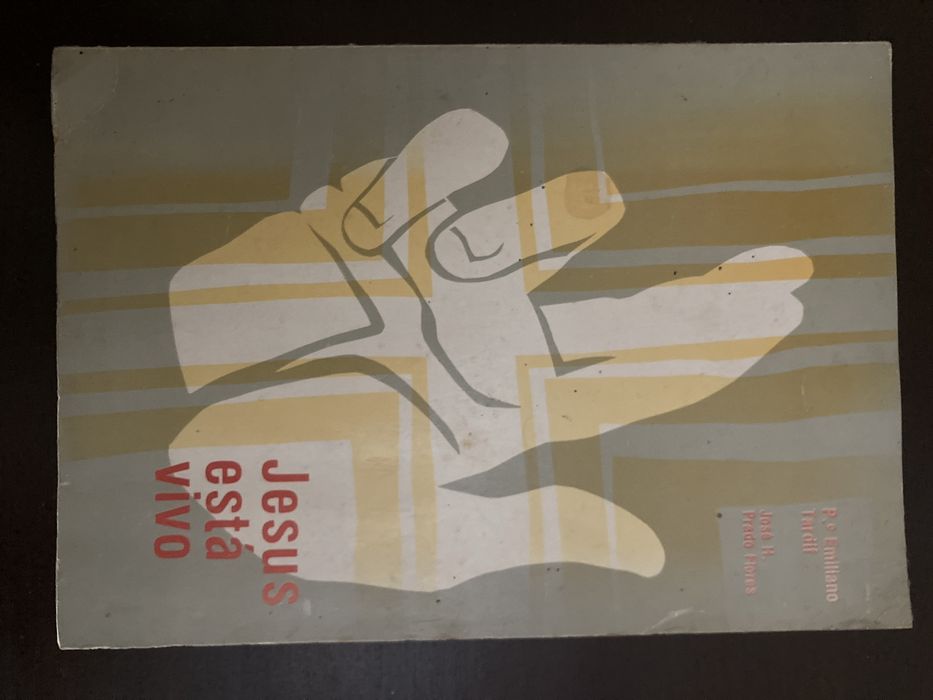 P.e Emiliano
Tardif
José H.
Prado Flores
Jesus
está
vivo